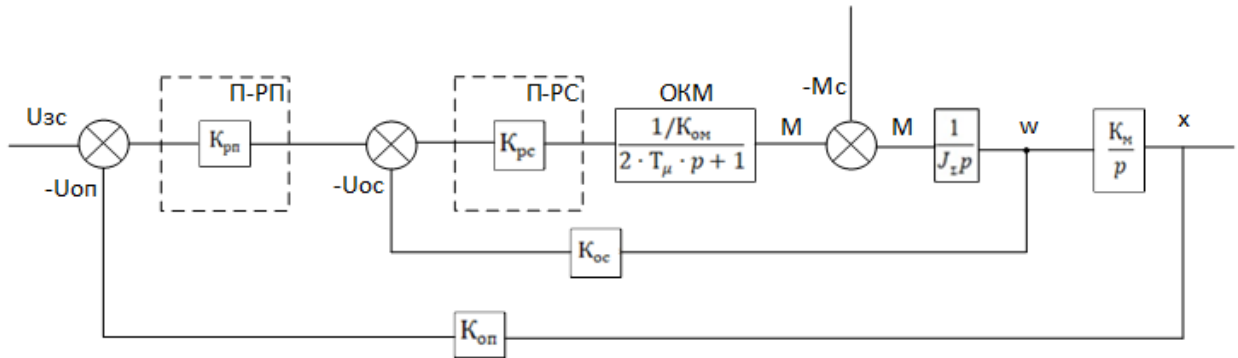 П-РП
П-РС
ОКМ
-Mc
Uзс
Kрп
Kрс
1/Kом
2 · Tμ · p + 1
M
M
1
JΣp
w
Kм
p
x
-Uоп
-Uос
Kос
Kоп